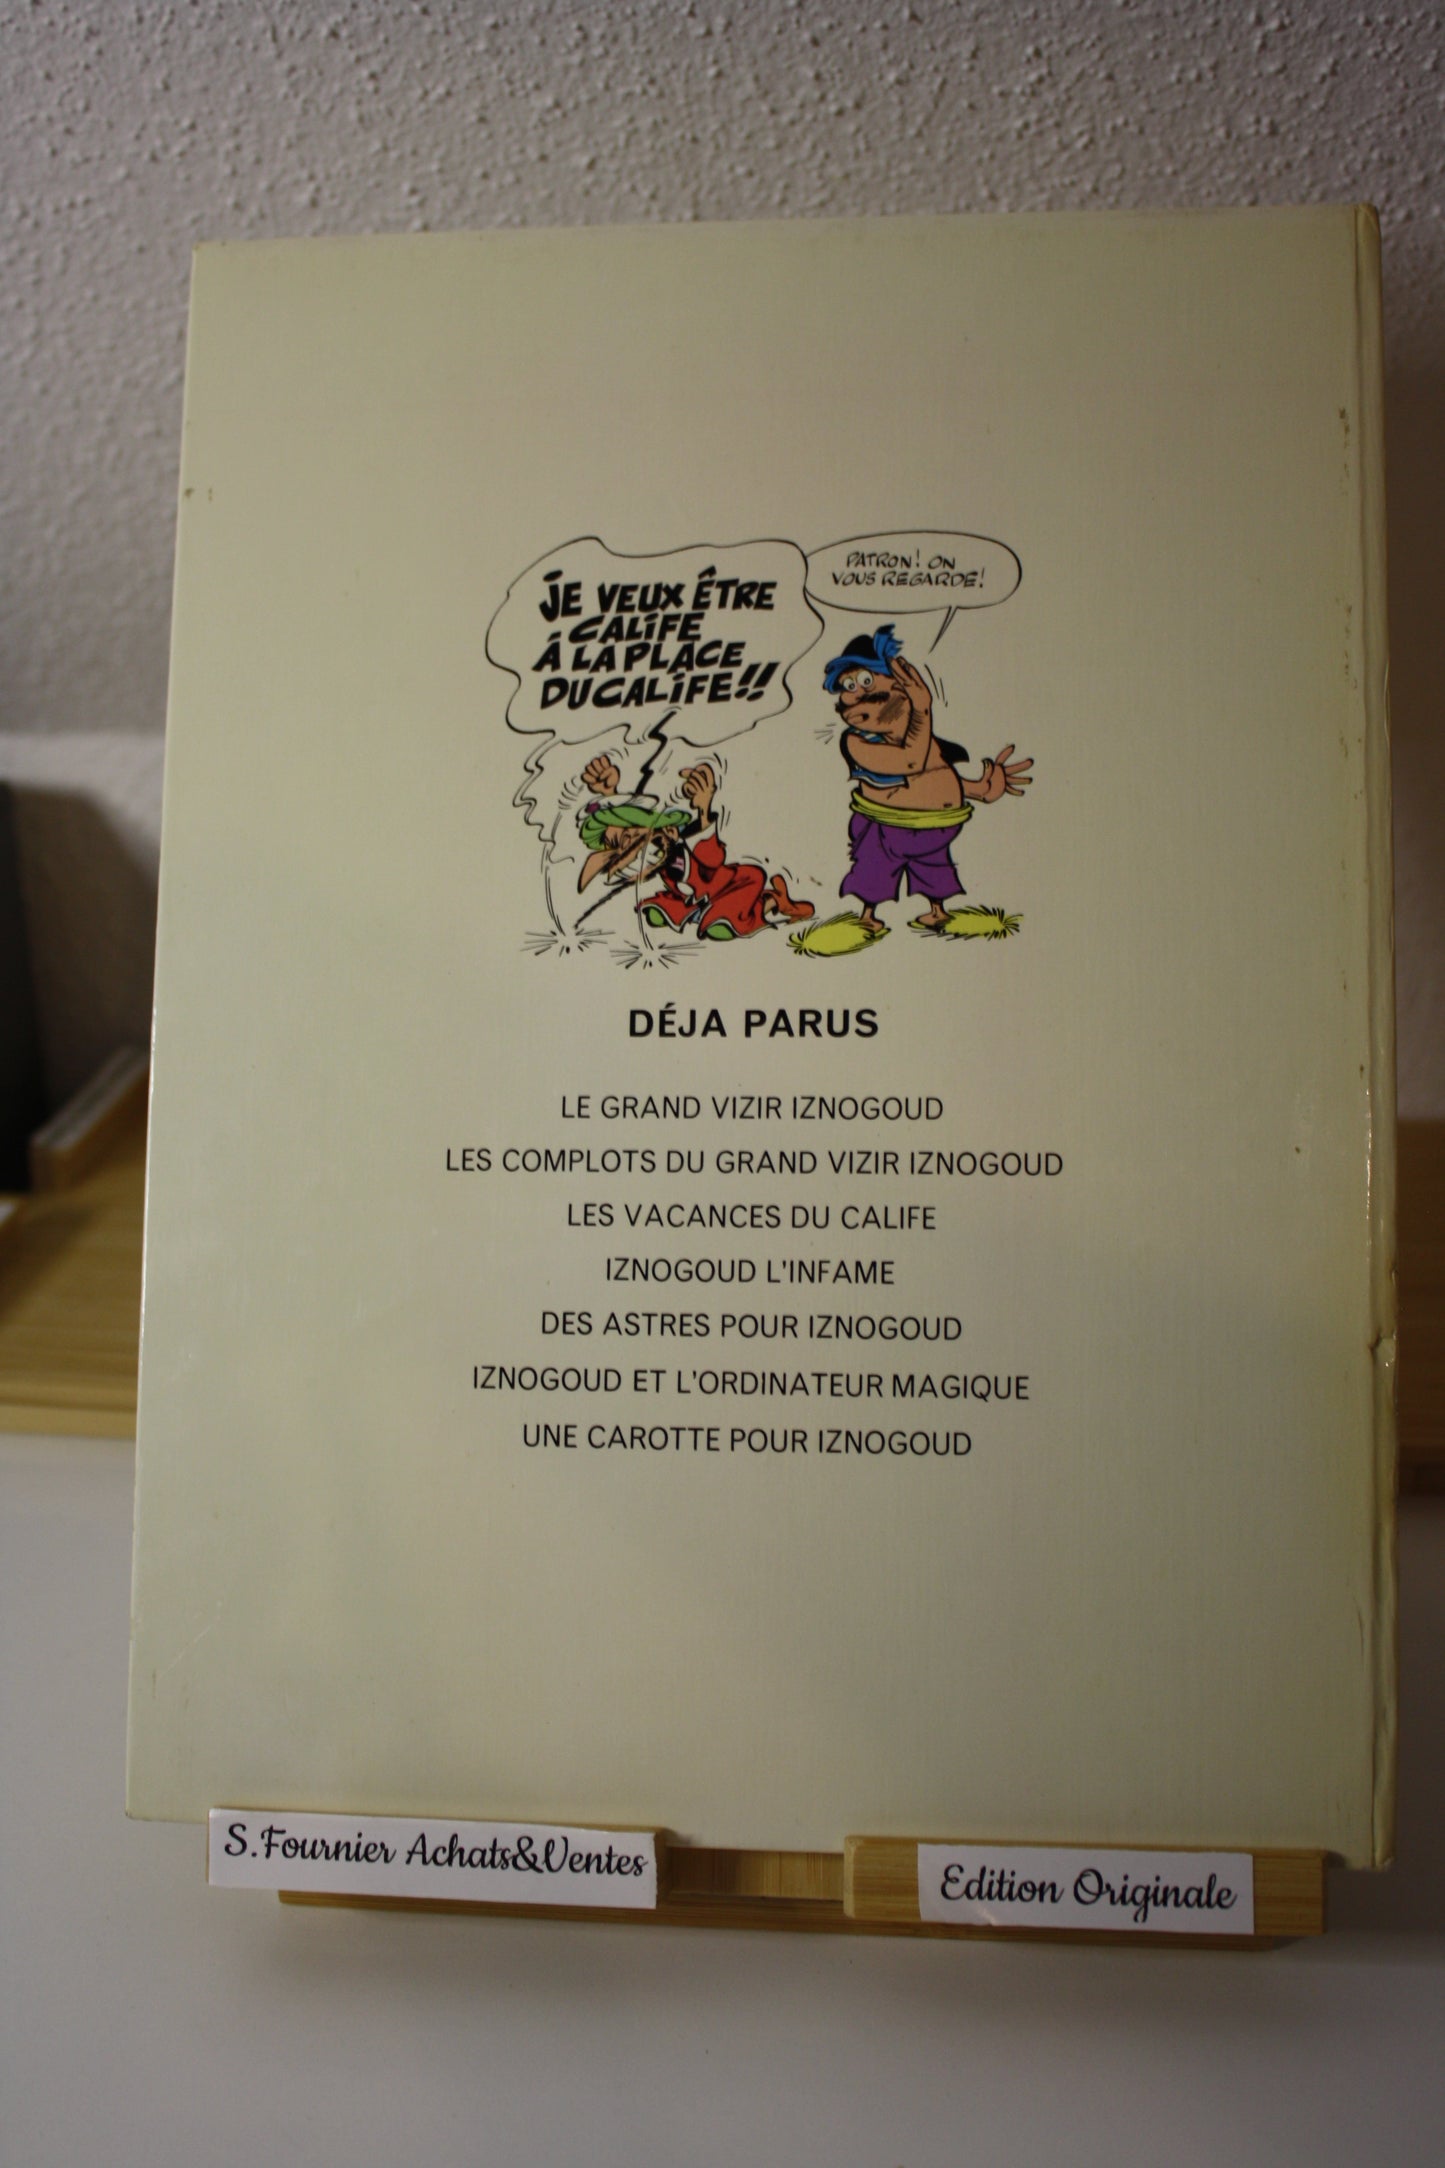 JE VEUX ÊTRE
CALIFE
À LA PLACE
DU CALIFE!!
PATRON! ON
VOUS REGARDE!
DÉJA PARUS
LE GRAND VIZIR IZNOGOUD
LES COMPLOTS DU GRAND VIZIR IZNOGOUD
LES VACANCES DU CALIFE
IZNOGOUD L'INFAME
DES ASTRES POUR IZNOGOUD
IZNOGOUD ET L'ORDINATEUR MAGIQUE
UNE CAROTTE POUR IZNOGOUD
S.Fournier Achats&Ventes
Edition Originale